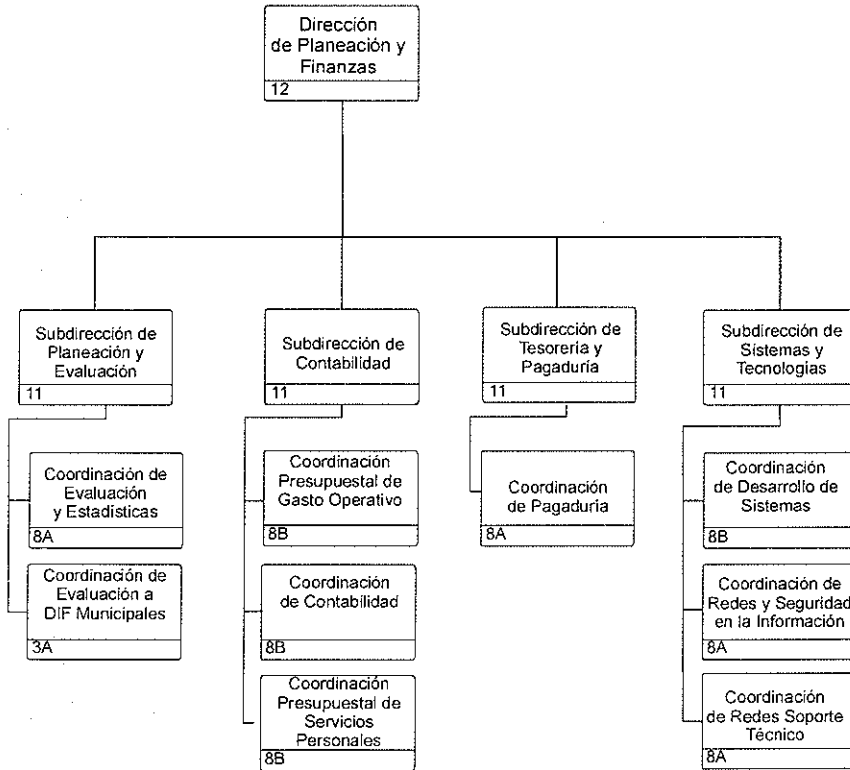 Dirección
de Planeación y
Finanzas
12
Subdirección de
Planeación y
Evaluación
11
Subdirección de
Contabilidad
11
Subdirección de
Tesorería y
Pagaduría
11
Subdirección de
Sistemas y
Tecnologías
11
Coordinación de
Evaluación
y Estadísticas
8A
Coordinación de
Evaluación a
DIF Municipales
3A
Coordinación
Presupuestal de
Gasto Operativo
8B
Coordinación
de Contabilidad
8B
Coordinación
Presupuestal de
Servicios
Personales
8B
Coordinación
de Pagaduría
8A
Coordinación
de Desarrollo de
Sistemas
8B
Coordinación de
Redes y Seguridad
en la Información
8A
Coordinación
de Redes Soporte
Técnico
8A